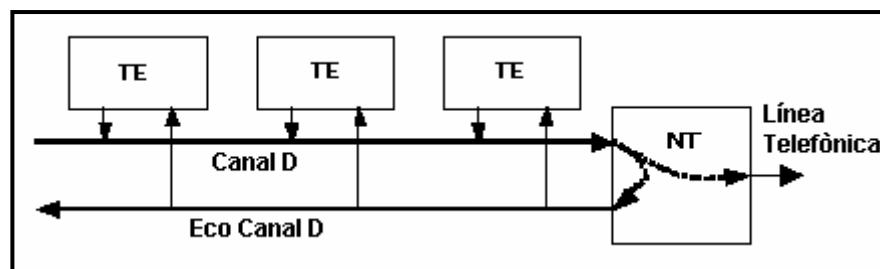 TE
TE
TE
NT
Línea
Telefònica
Canal D
Eco Canal D